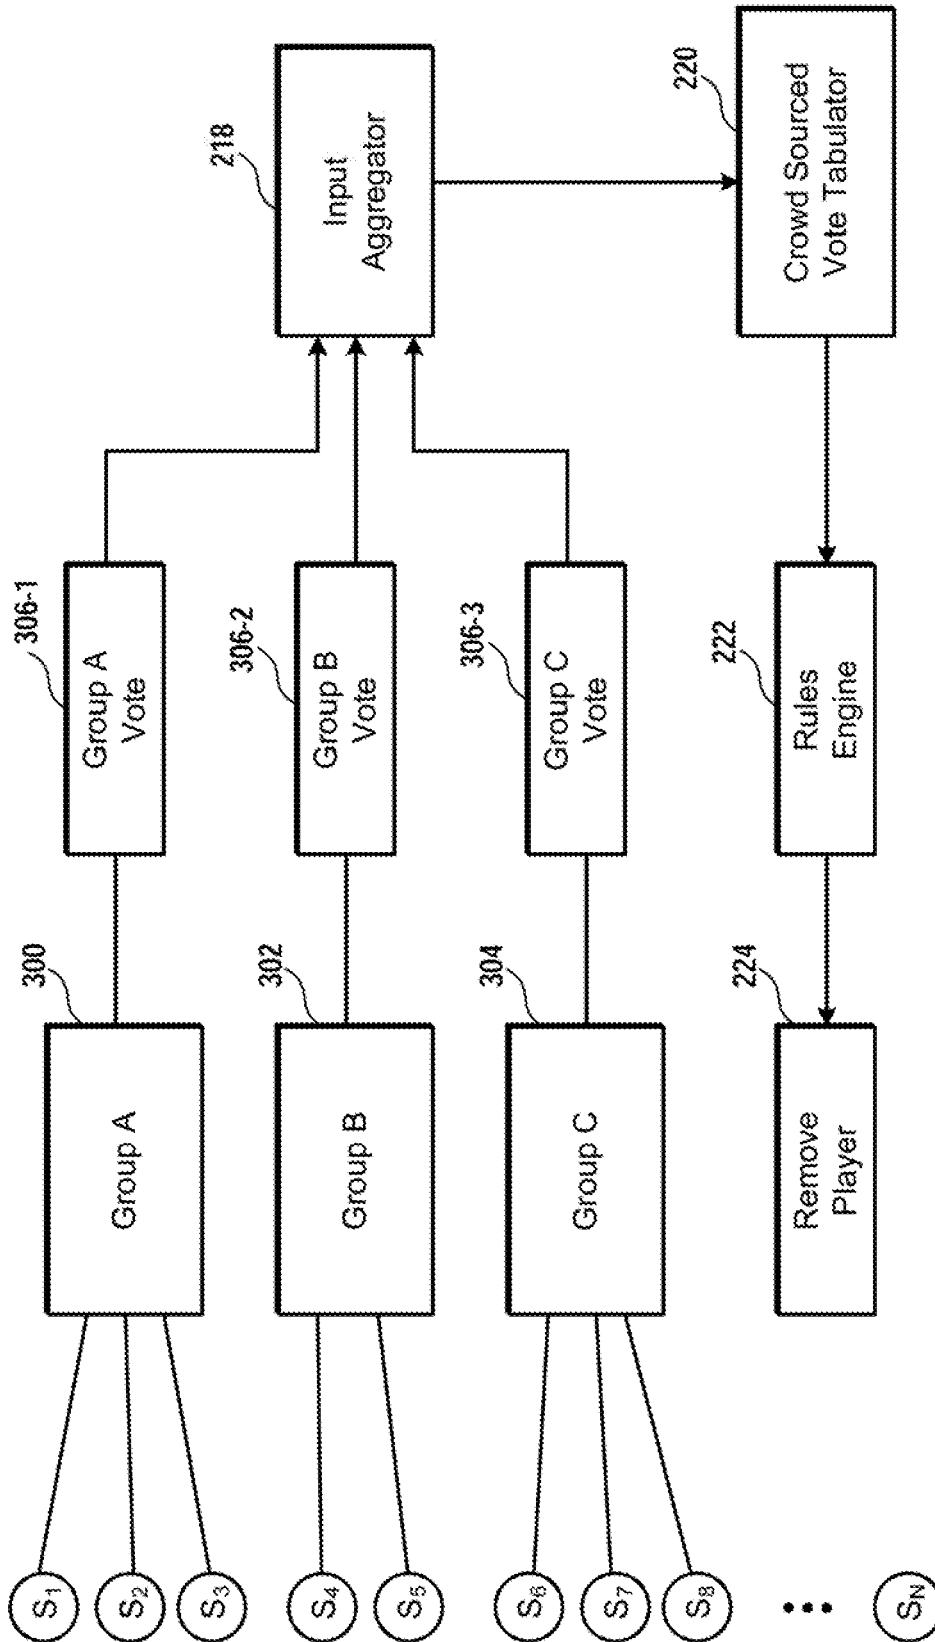 S1
S2
S3
S4
S5
S6
S7
S8
SN
300
Group A
302
Group B
304
Group C
306-1
Group A
Vote
306-2
Group B
Vote
306-3
Group C
Vote
218
Input
Aggregator
220
Crowd Sourced
Vote Tabulator
222
Rules
Engine
224
Remove
Player